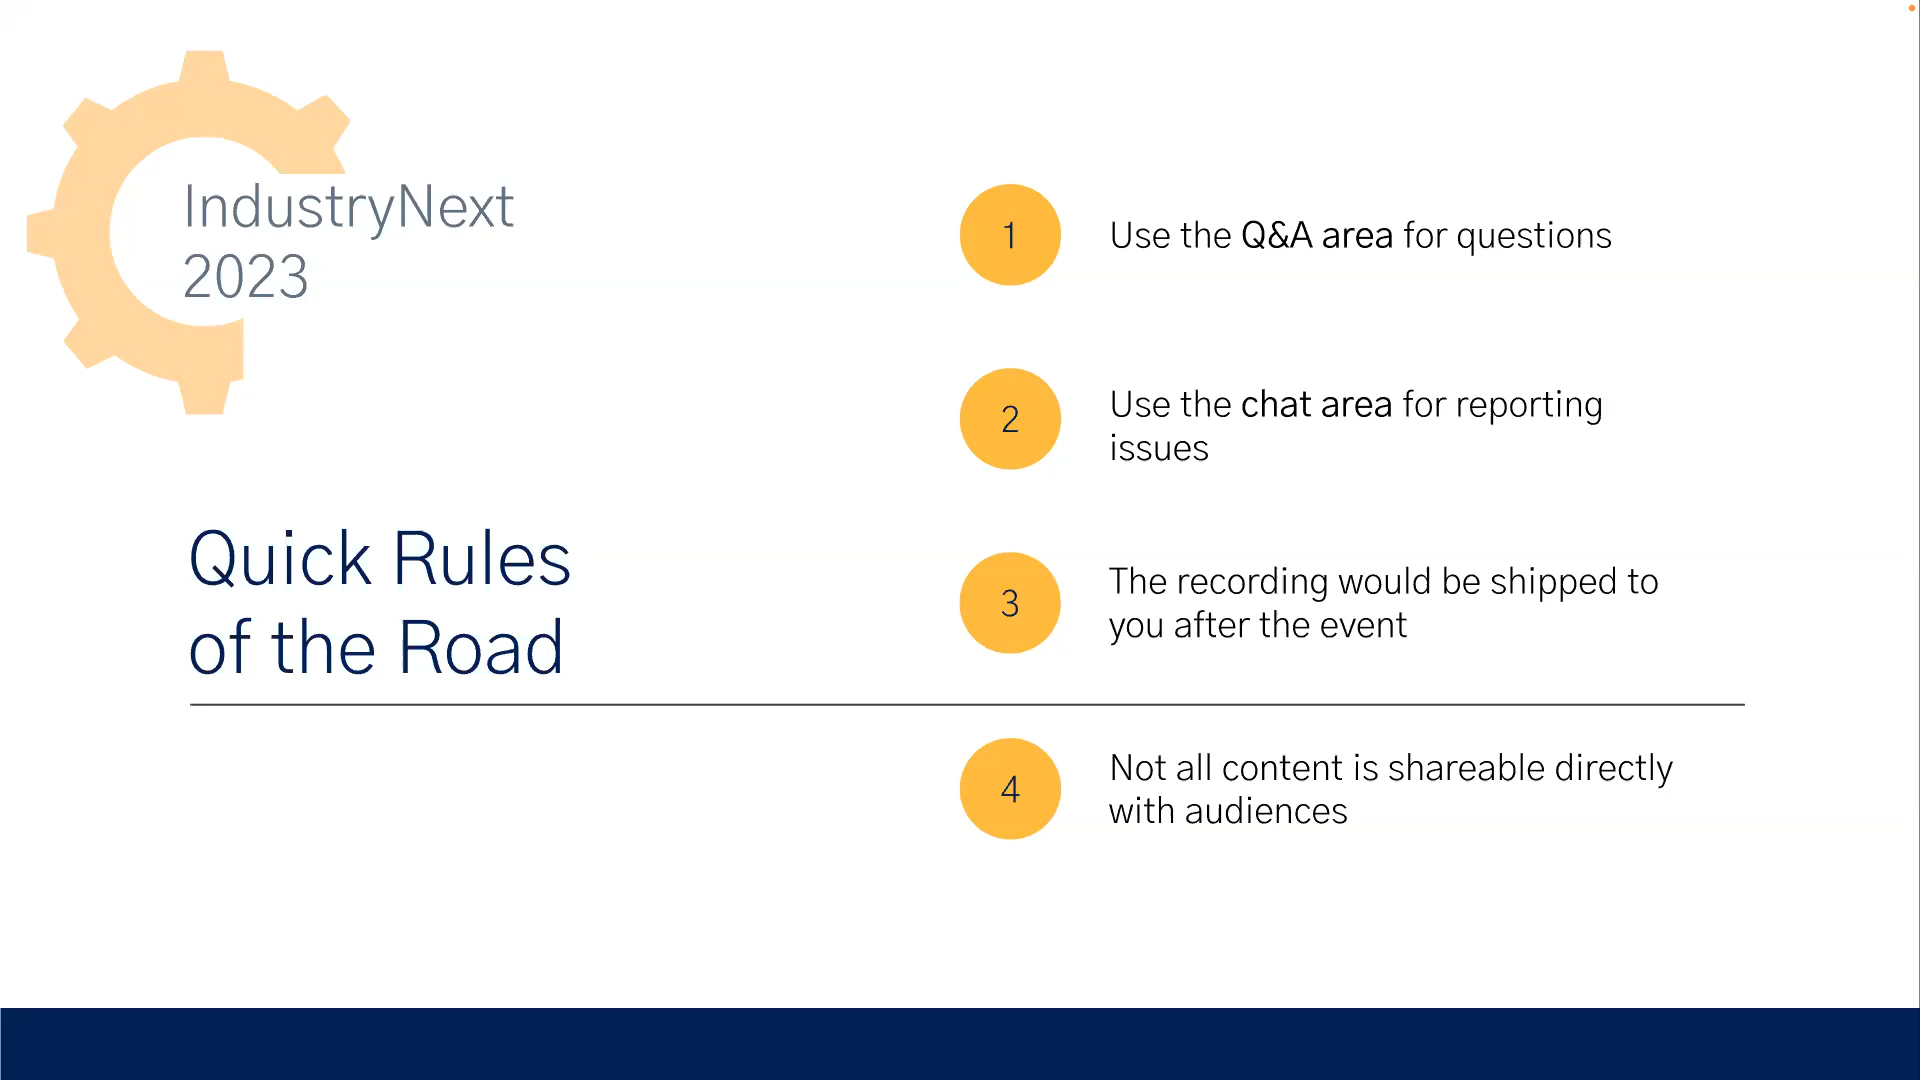 IndustryNext
2023
Quick Rules
of the Road
1
Use the Q&A area for questions
2
Use the chat area for reporting
issues
3
The recording would be shipped to
you after the event
4
Not all content is shareable directly
with audiences